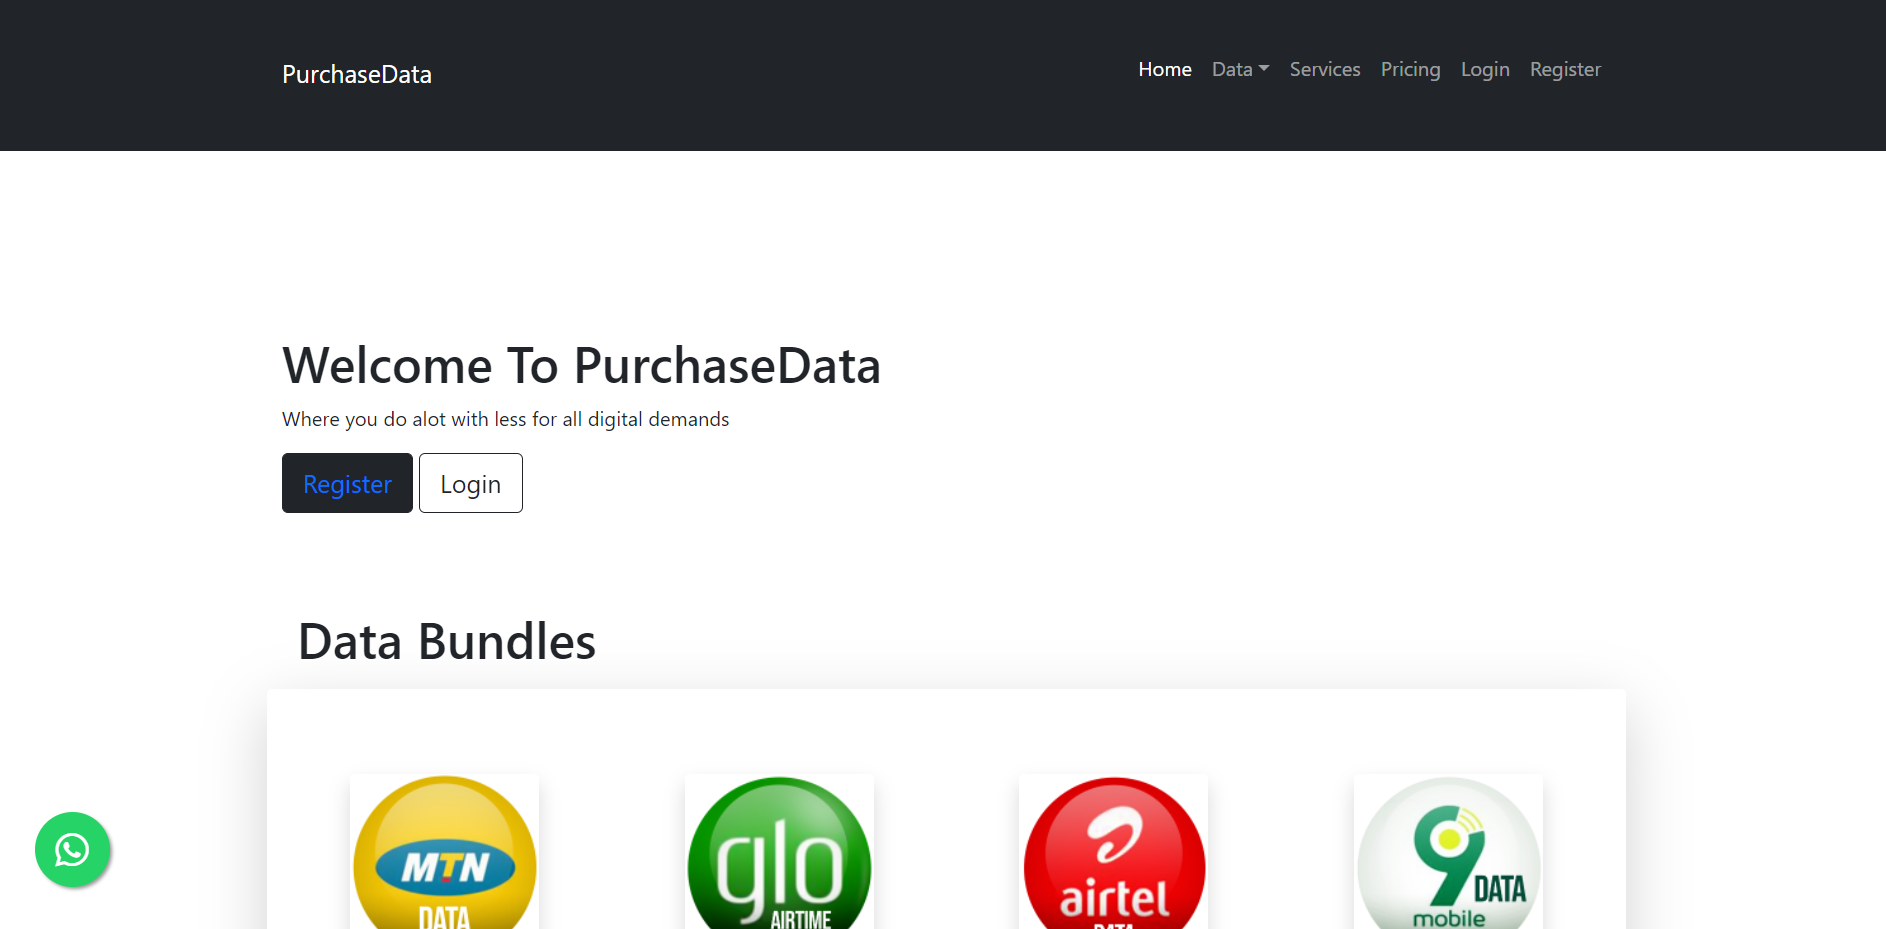 PurchaseData
Home Data Services Pricing Login Register
Welcome To PurchaseData
Where you do alot with less for all digital demands
Register Login
Data Bundles
MTN
DATA
glo
AIRTIME
airtel
DATA
9
DATA
mobile